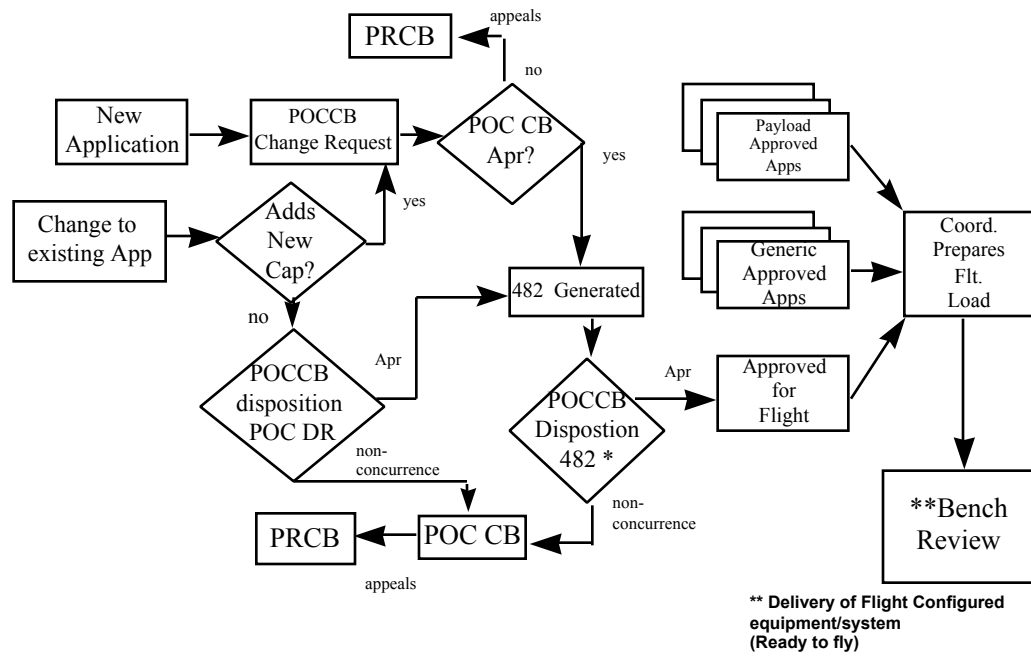 appeals
PRCB
no
New
Application
POCCB
Change Request
POC CB
Apr?
yes
Payload
Approved
Apps
Change to
existing App
Adds
New
Cap?
yes
Generic
Approved
Apps
Coord.
Prepares
Flt.
Load
482 Generated
no
POCCB
disposition
POC DR
Apr
POCCB
Dispostion
482 *
Apr
Approved
for
Flight
non-
concurrence
non-
concurrence
PRCB
POC CB
appeals
**Bench
Review
** Delivery of Flight Configured
equipment/system
(Ready to fly)